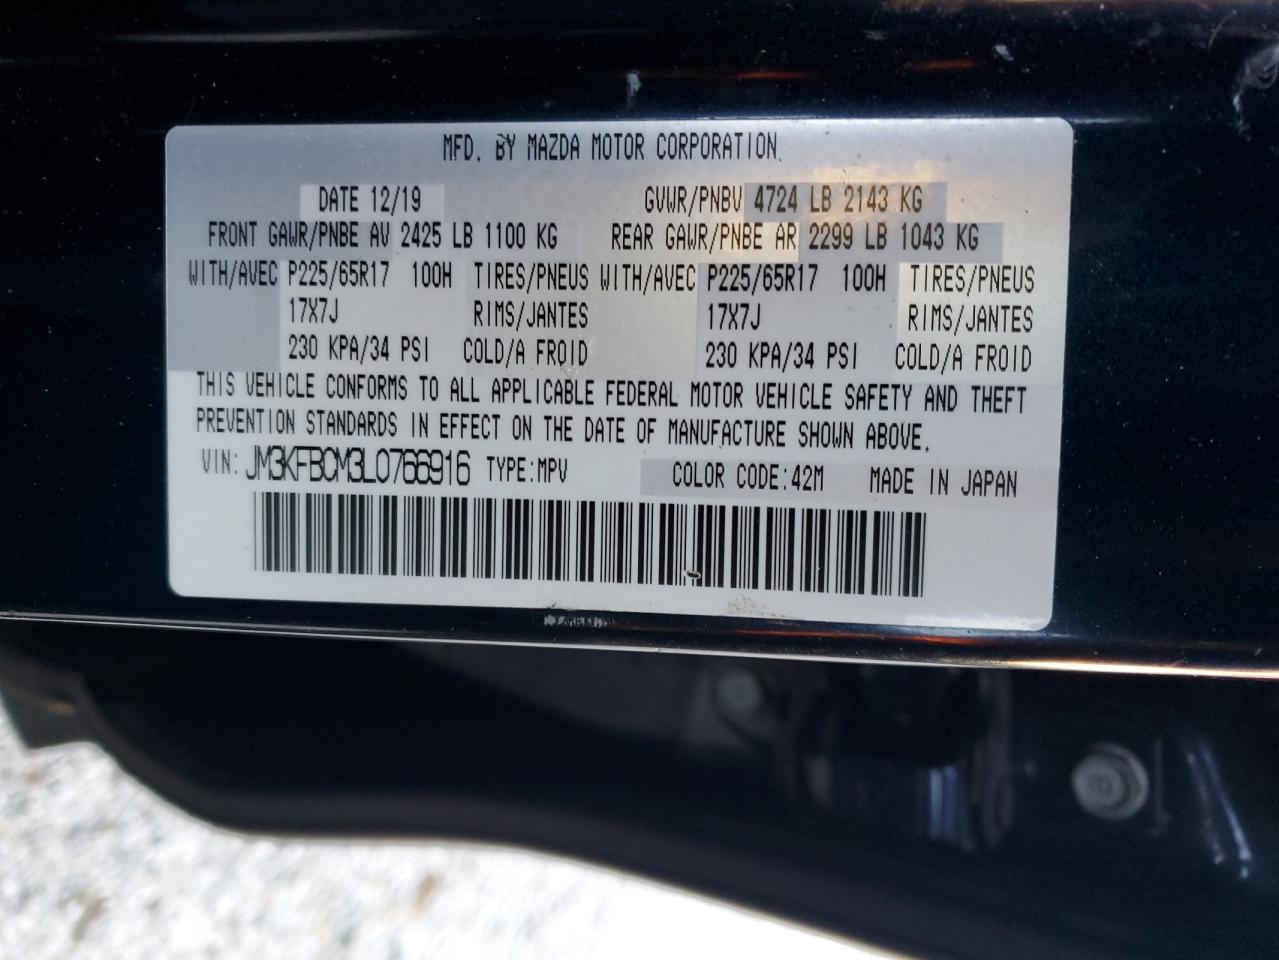 MFD. BY MAZDA MOTOR CORPORATION
DATE 12/19 GVWR/PNBV 4724 LB 2143 KG
FRONT GAWR/PNBE AV 2425 LB 1100 KG REAR GAWR/PNBE AR 2299 LB 1043 KG
WITH/AVEC P225/65R17 100H TIRES/PNEUS WITH/AVEC P225/65R17 100H TIRES/PNEUS
17X7J RIMS/JANTES 17X7J RIMS/JANTES
230 KPA/34 PSI COLD/A FROID 230 KPA/34 PSI COLD/A FROID
THIS VEHICLE CONFORMS TO ALL APPLICABLE FEDERAL MOTOR VEHICLE SAFETY AND THEFT
PREVENTION STANDARDS IN EFFECT ON THE DATE OF MANUFACTURE SHOWN ABOVE.
VIN: JM3KFBCM3L0766916 TYPE:MPV COLOR CODE:42M MADE IN JAPAN